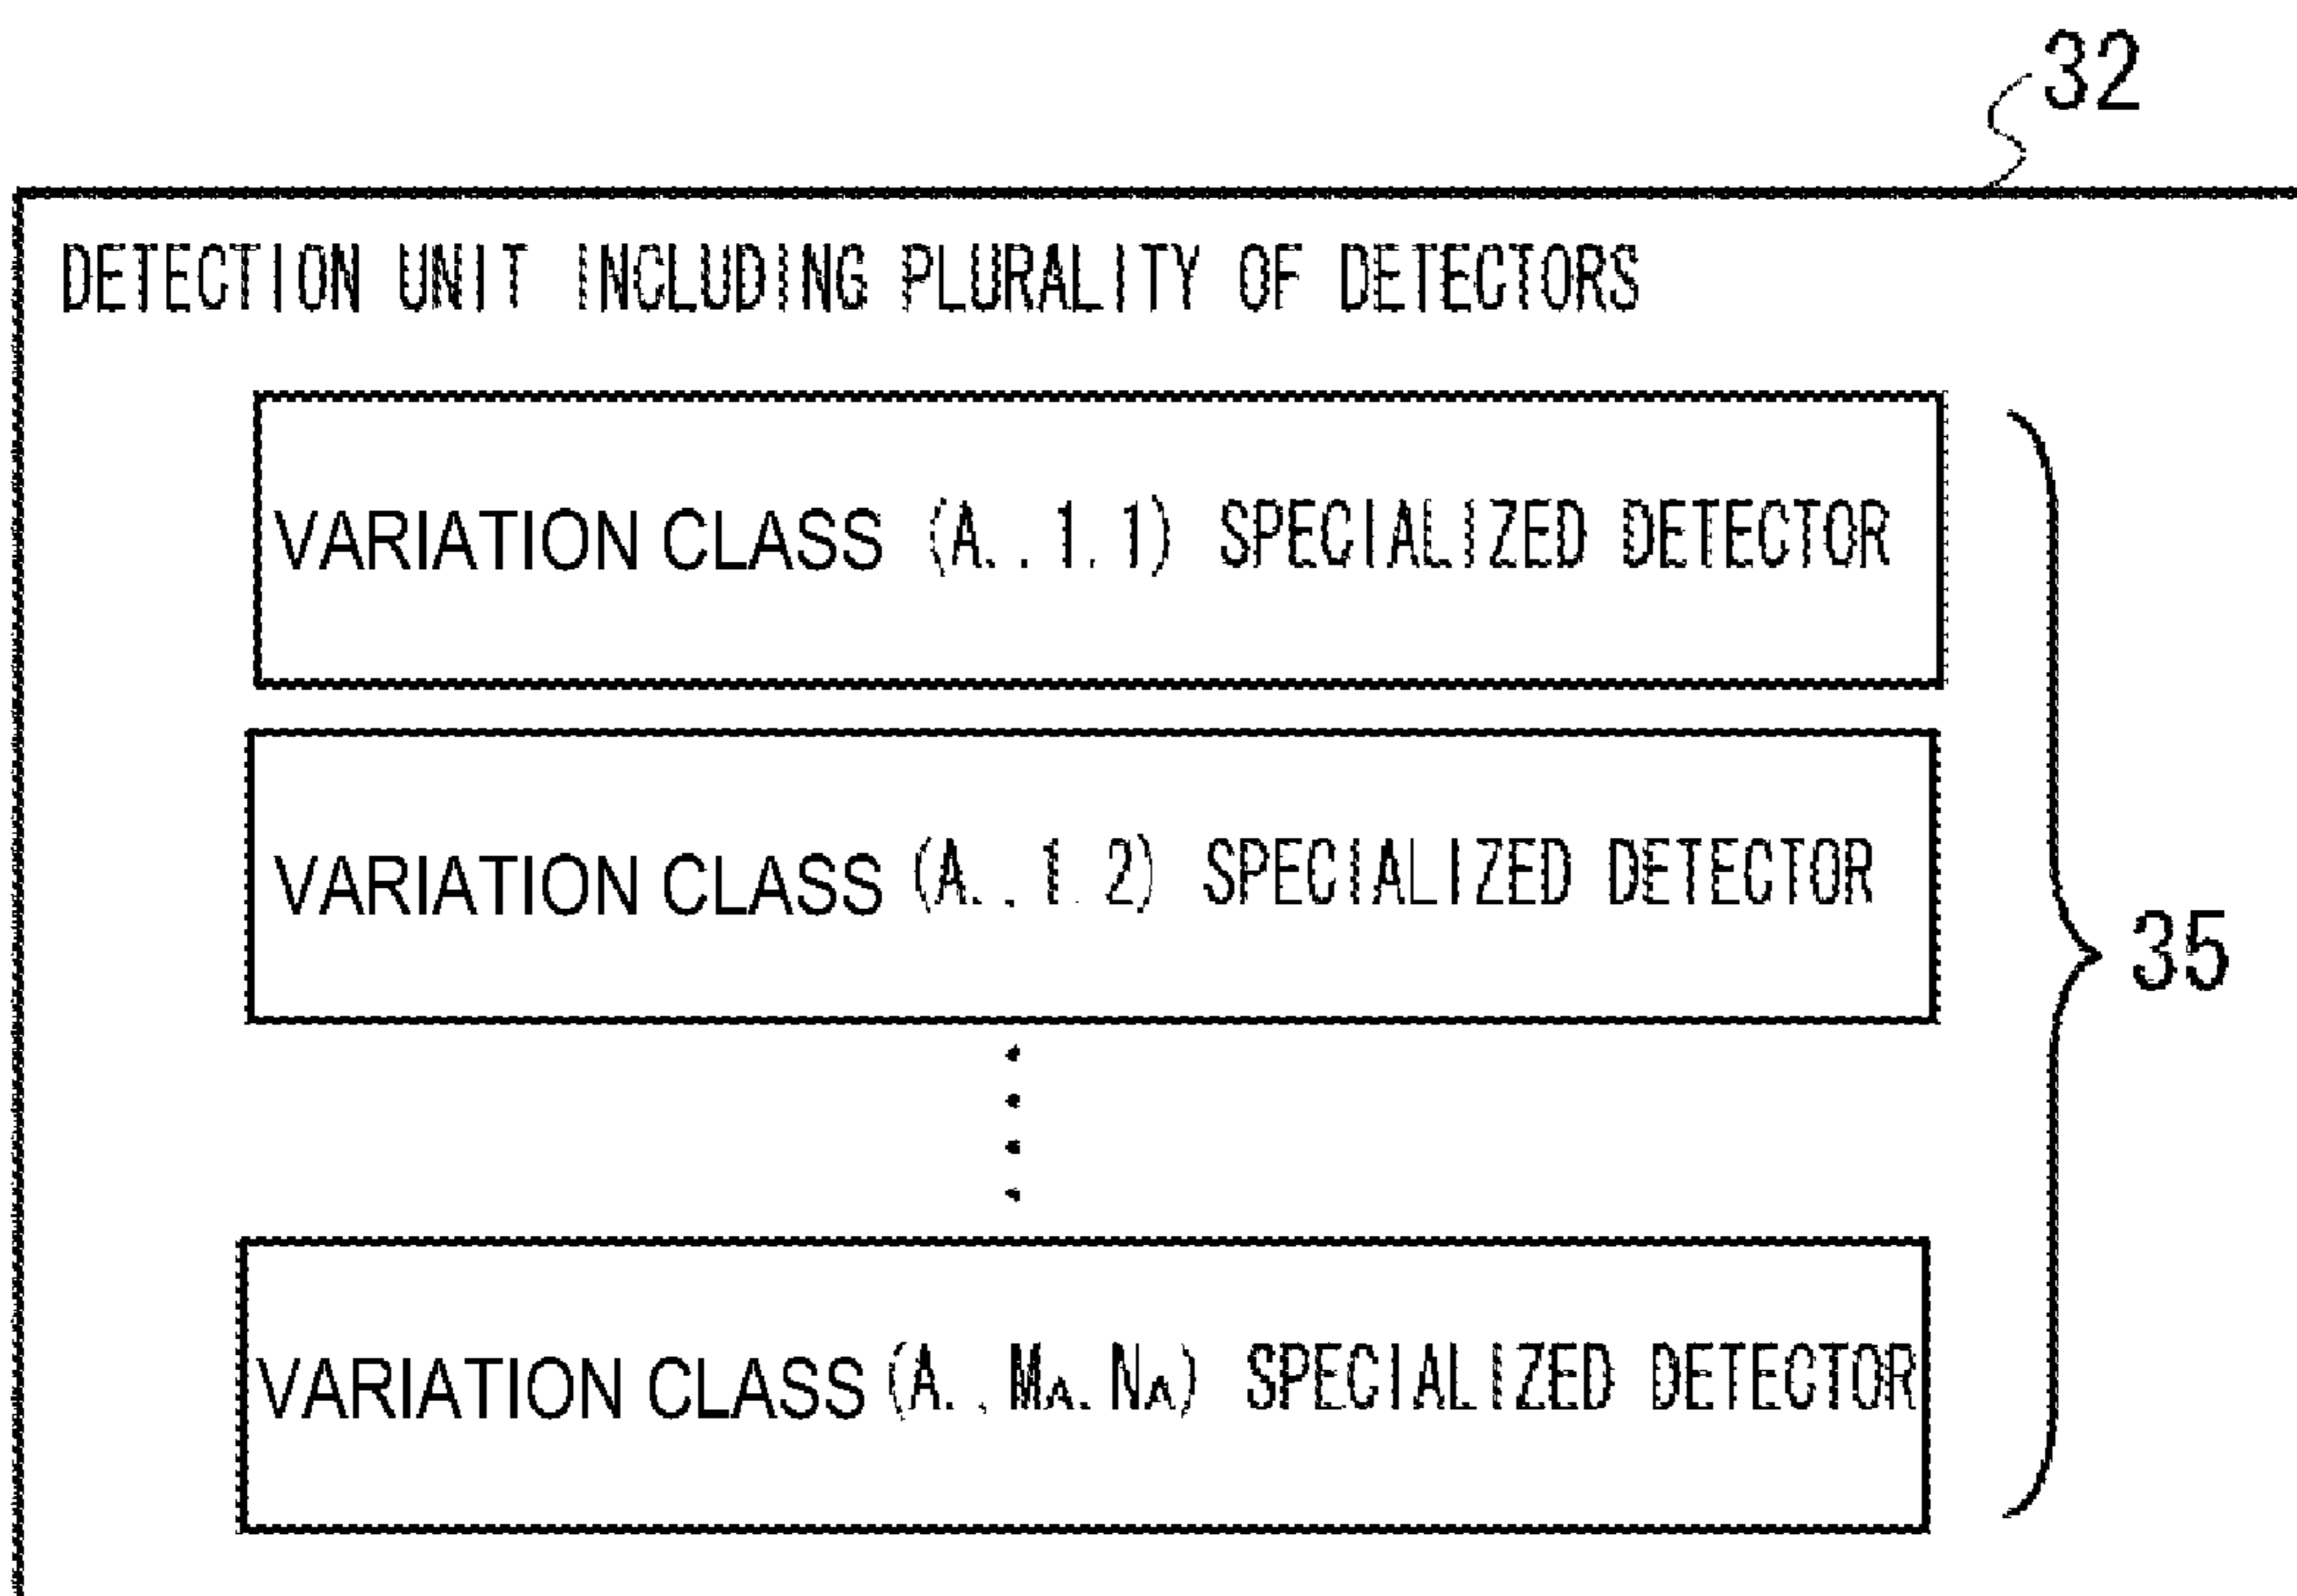 32
DETECTION UNIT INCLUDING PLURALITY OF DETECTORS
VARIATION CLASS (A..1.1) SPECIALIZED DETECTOR
VARIATION CLASS (A..1.2) SPECIALIZED DETECTOR
35
VARIATION CLASS (A..MA.NA) SPECIALIZED DETECTOR